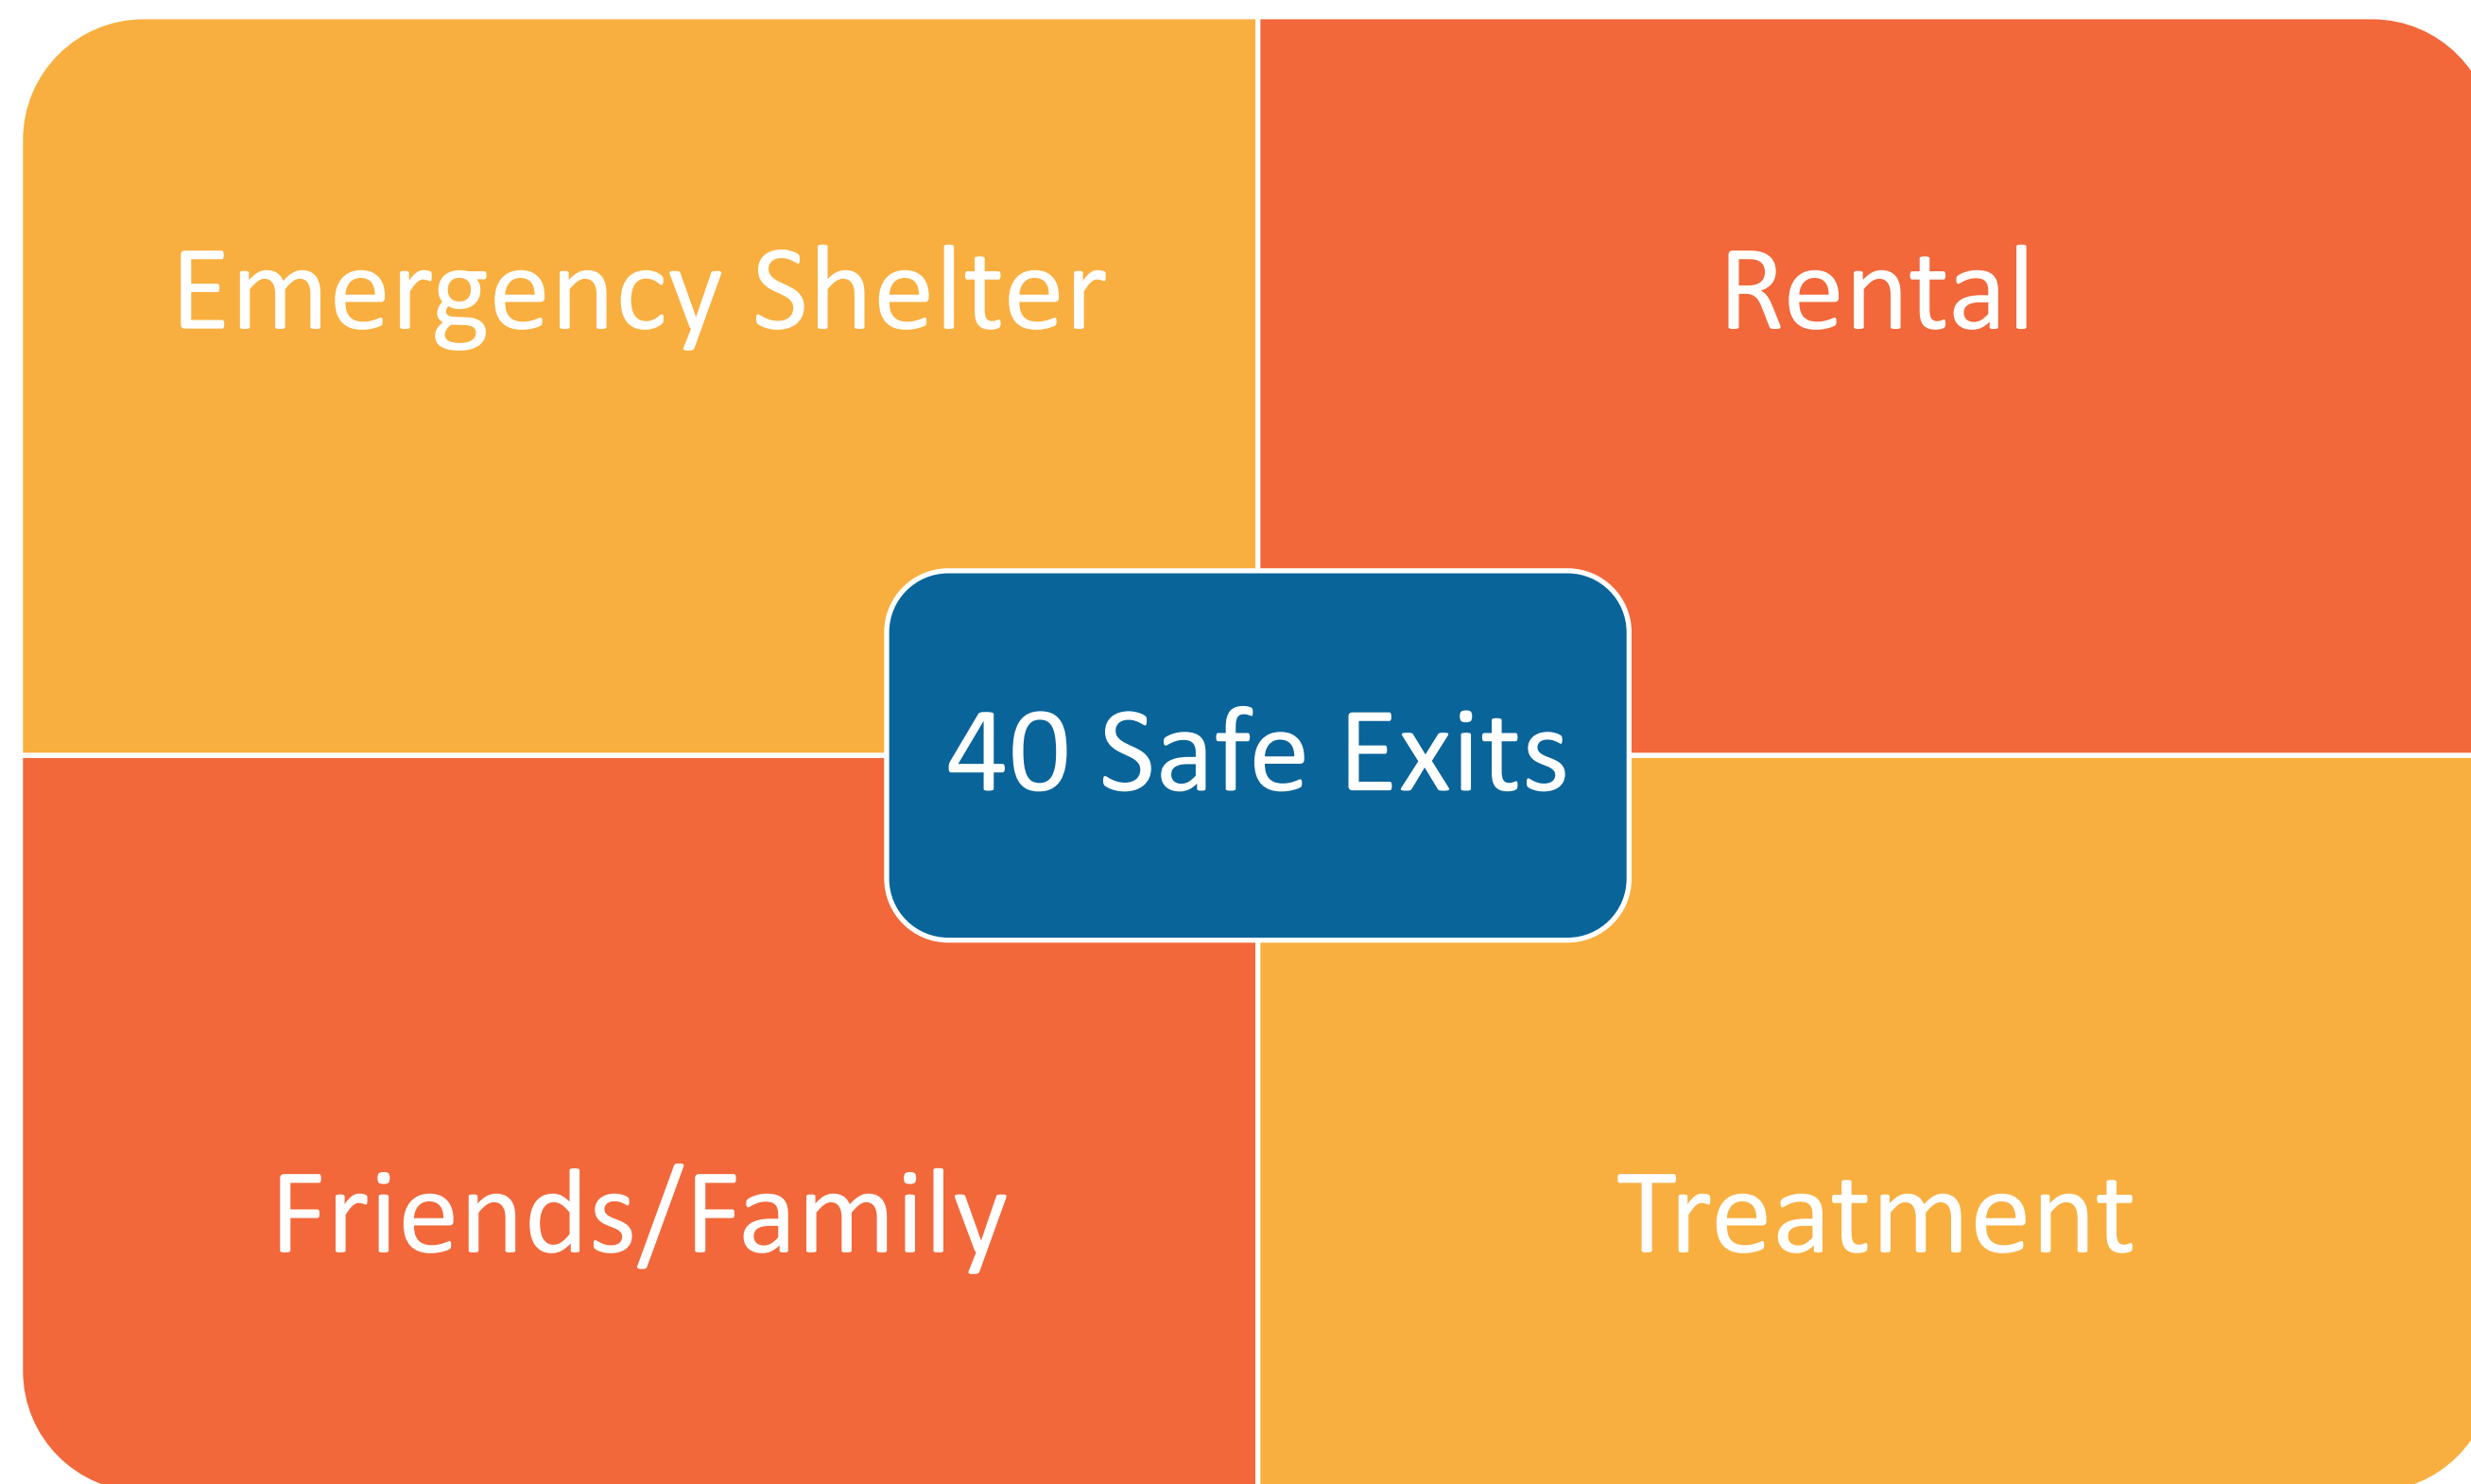 Emergency Shelter
Rental
40 Safe Exits
Friends/Family
Treatment